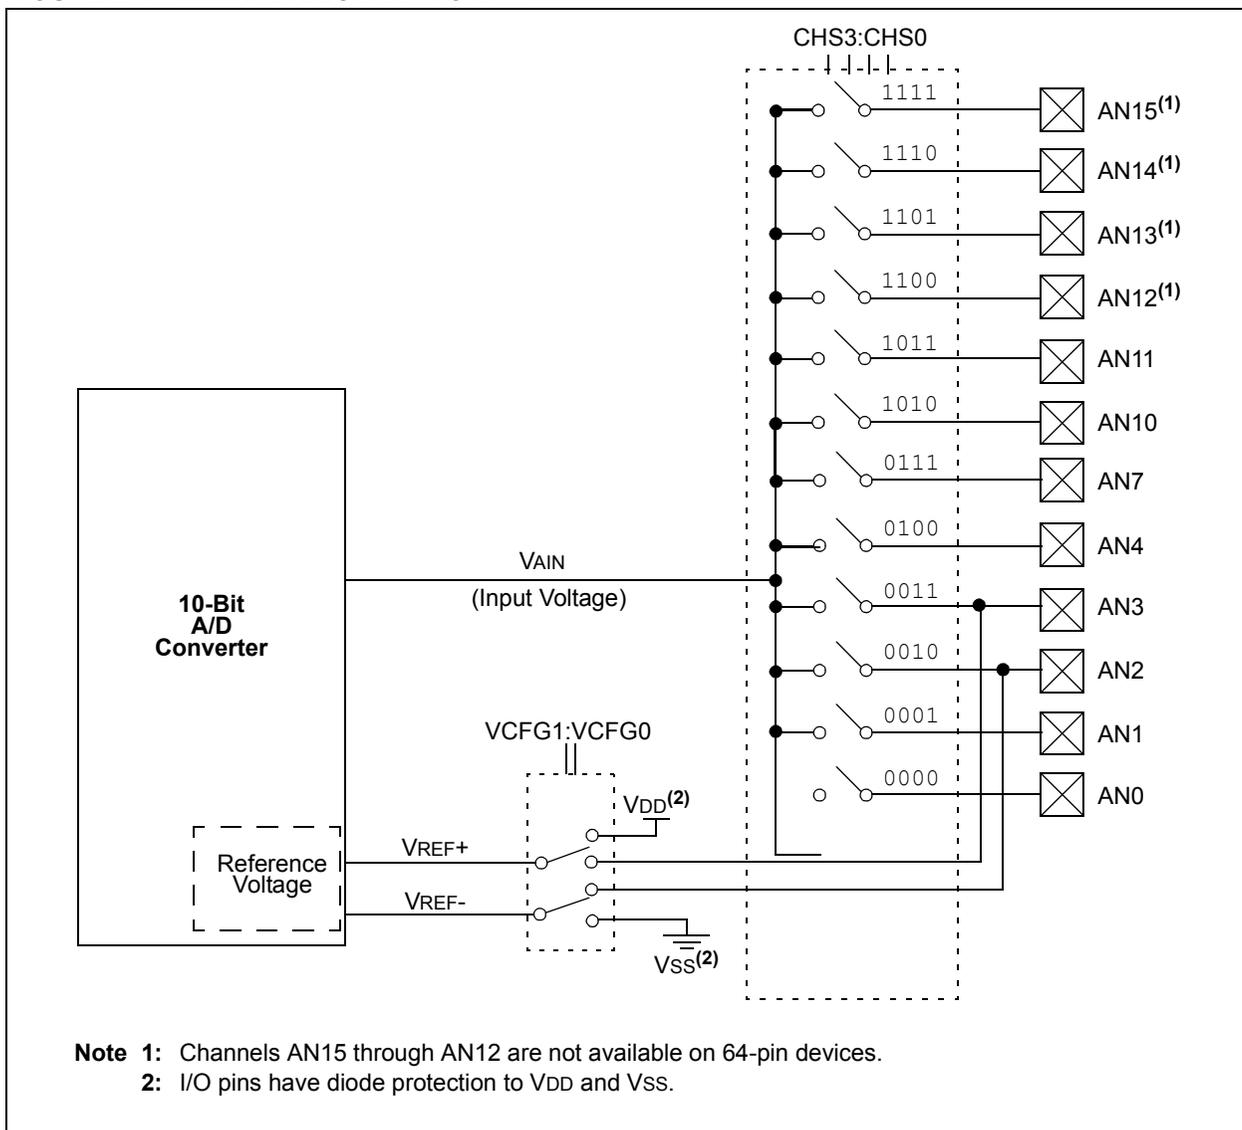 CHS3:CHS0
1111
AN15(1)
1110
AN14(1)
1101
AN13(1)
1100
AN12(1)
1011
AN11
1010
AN10
0111
AN7
0100
AN4
VAIN
(Input Voltage)
0011
AN3
10-Bit
A/D
Converter
0010
AN2
VCFG1:VCFG0
0001
AN1
0000
AN0
VDD(2)
Reference
Voltage
VREF+
VREF-
VSS(2)
Note 1: Channels AN15 through AN12 are not available on 64-pin devices.
2: I/O pins have diode protection to VDD and VSS.